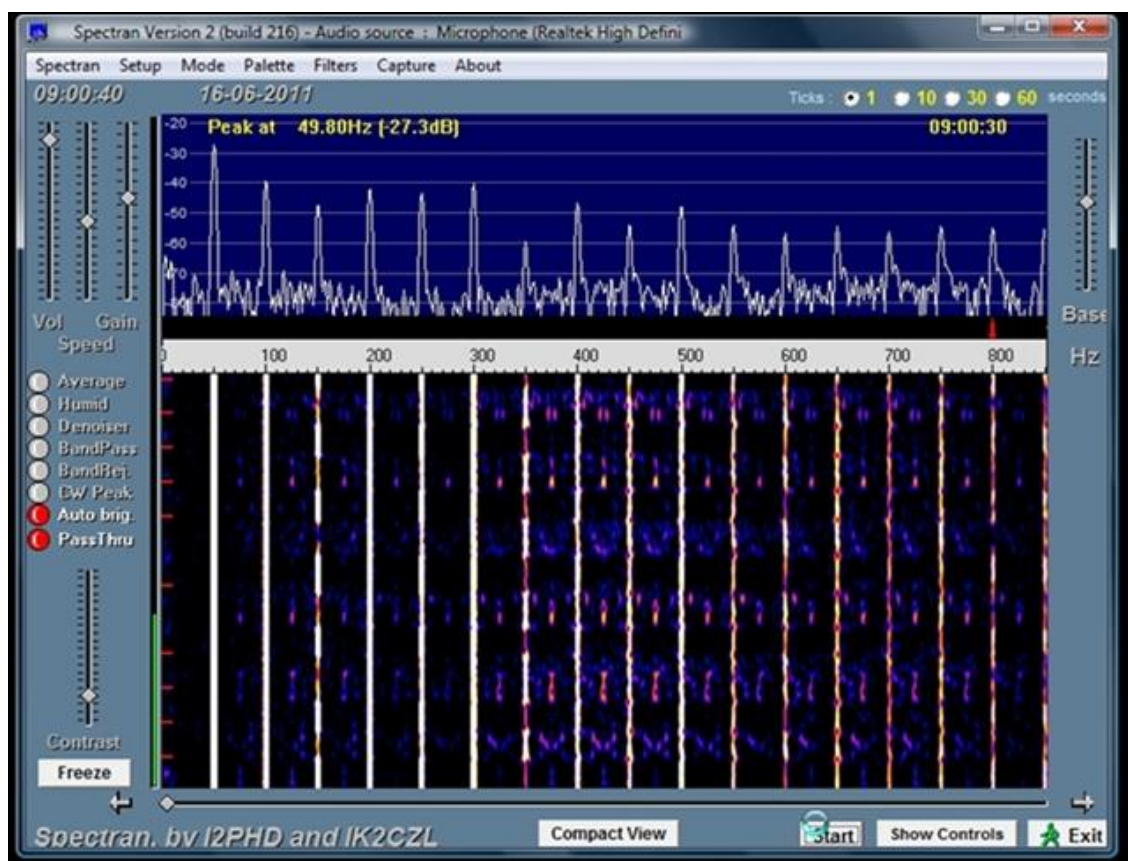 Spectran Version 2 (build 216) - Audio source : Microphone (Realtek High Defini
Spectran Setup Mode Palette Filters Capture About
09:00:40 16-06-2011 Ticks : 1 10 30 60 seconds
-20 Peak at 49.80Hz (-27.3dB) 09:00:30
-30
-40
-50
-60
-70
Vol Gain
Speed
Base
100 200 300 400 500 600 700 800 Hz
Average
Humid
Denoiser
BandPass
BandRej.
CW Peak
Auto brig.
PassThru
Contrast
Freeze
Spectran. by I2PHD and IK2CZL Compact View Start Show Controls Exit